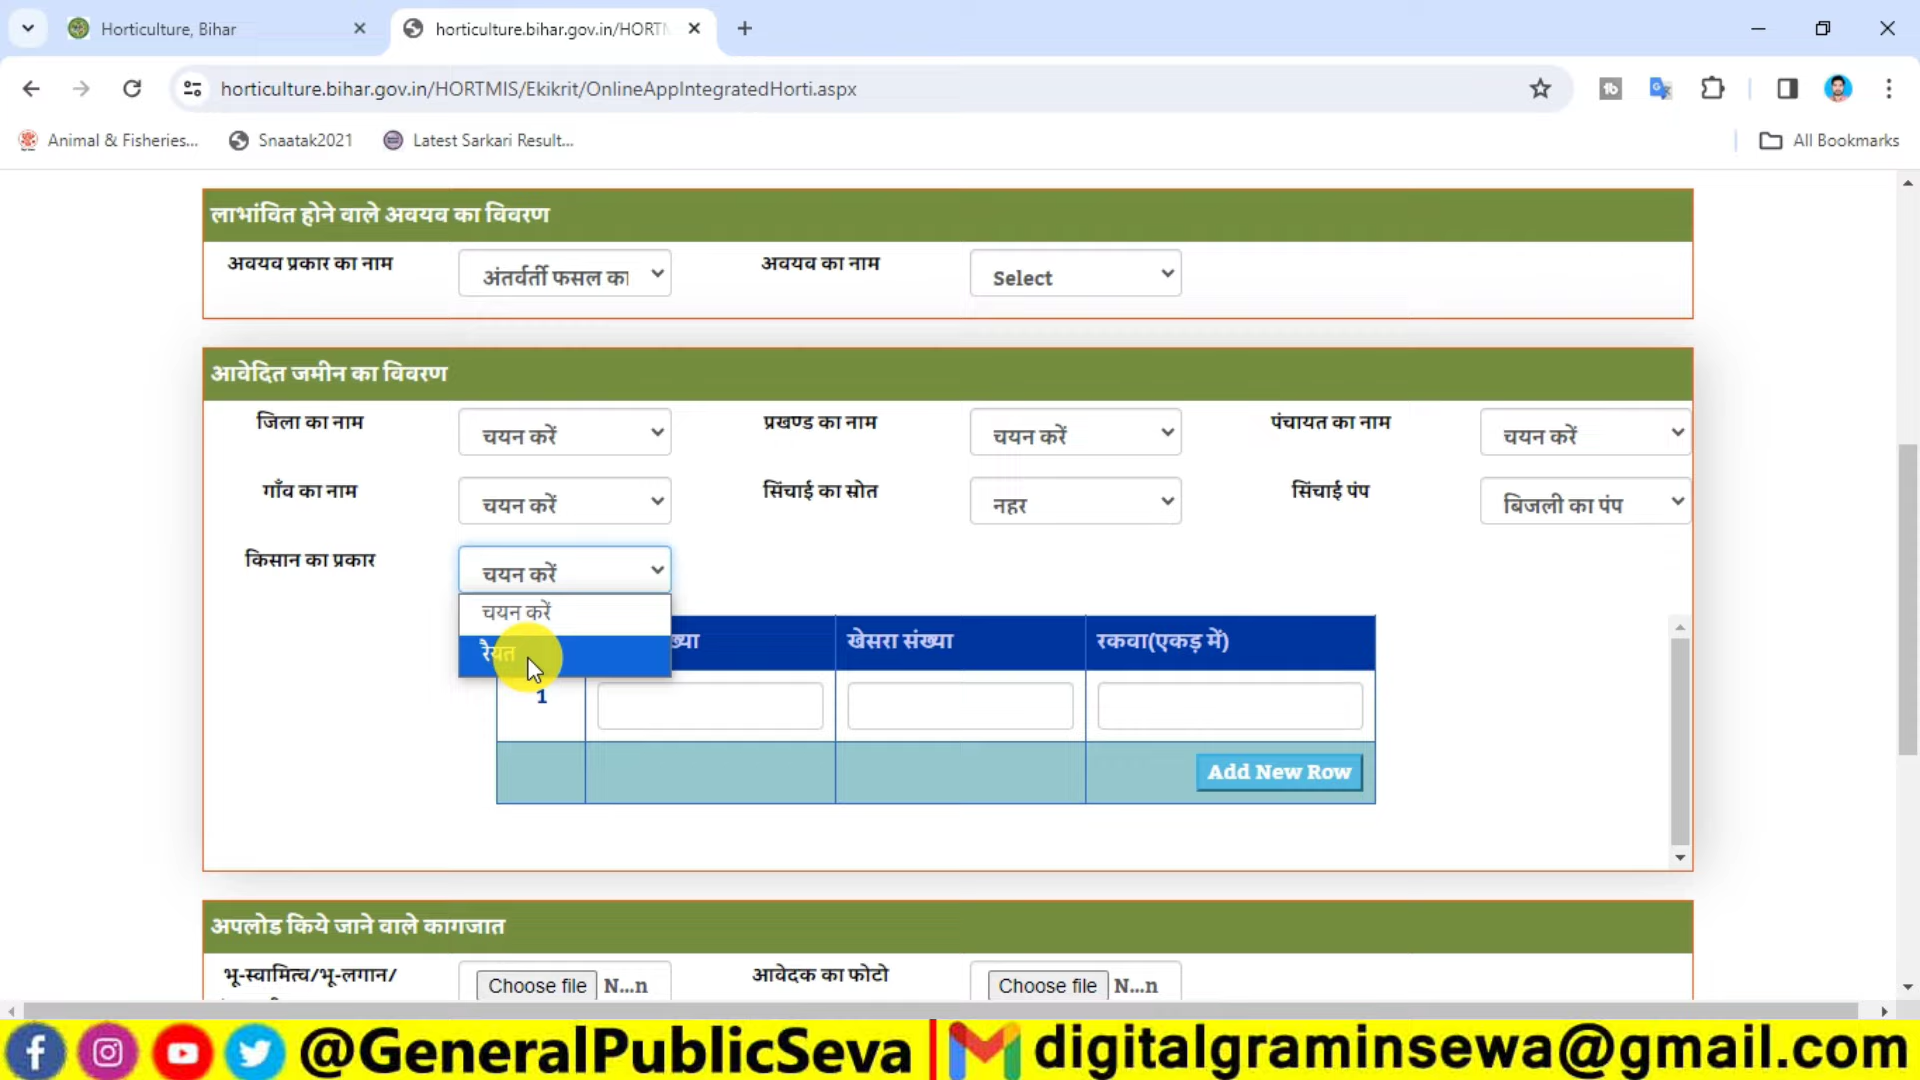 Horticulture, Bihar
horticulture.bihar.gov.in/HORTM
horticulture.bihar.gov.in/HORTMIS/Ekikrit/OnlineAppIntegratedHorti.aspx
Animal & Fisheries...
Snaatak2021
Latest Sarkari Result...
All Bookmarks
लाभांवित होने वाले अवयव का विवरण
अवयव प्रकार का नाम
अंतर्वर्ती फसल का
अवयव का नाम
Select
आवेदित जमीन का विवरण
जिला का नाम
चयन करें
प्रखण्ड का नाम
चयन करें
पंचायत का नाम
चयन करें
गाँव का नाम
चयन करें
सिंचाई का स्रोत
नहर
सिंचाई पंप
बिजली का पंप
किसान का प्रकार
चयन करें
चयन करें
रैयत
ख्या
खेसरा संख्या
रकवा(एकड़ में)
1
Add New Row
अपलोड किये जाने वाले कागजात
भू-स्वामित्व/भू-लगान/
Choose file N...n
आवेदक का फोटो
Choose file N...n
@GeneralPublicSeva
digitalgraminsewa@gmail.com